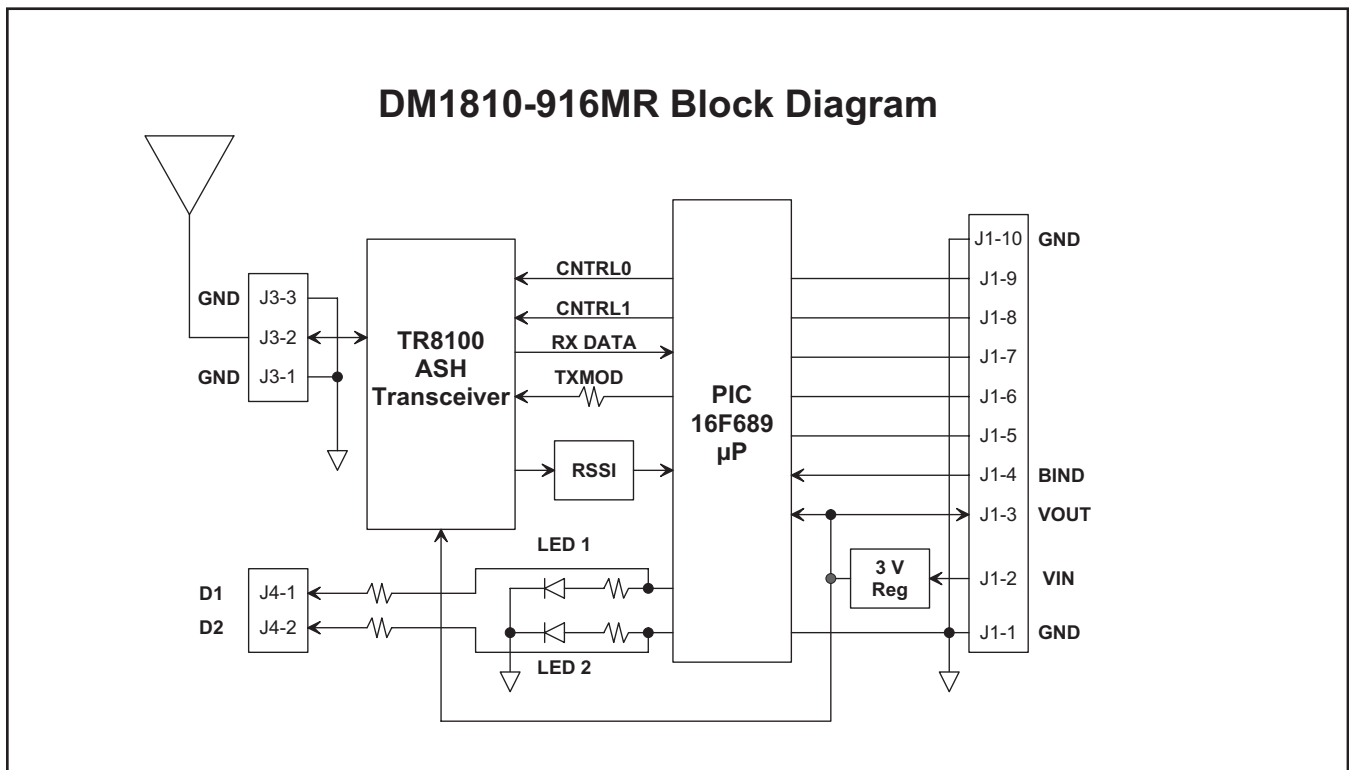 DM1810-916MR Block Diagram
GND
J3-3
J3-2
GND
J3-1
TR8100
ASH
Transceiver
CNTRL0
CNTRL1
RX DATA
TXMOD
RSSI
PIC
16F689
µP
J1-10
GND
J1-9
J1-8
J1-7
J1-6
J1-5
J1-4
BIND
J1-3
VOUT
3 V
Reg
J1-2
VIN
J1-1
GND
LED 1
D1
J4-1
D2
J4-2
LED 2